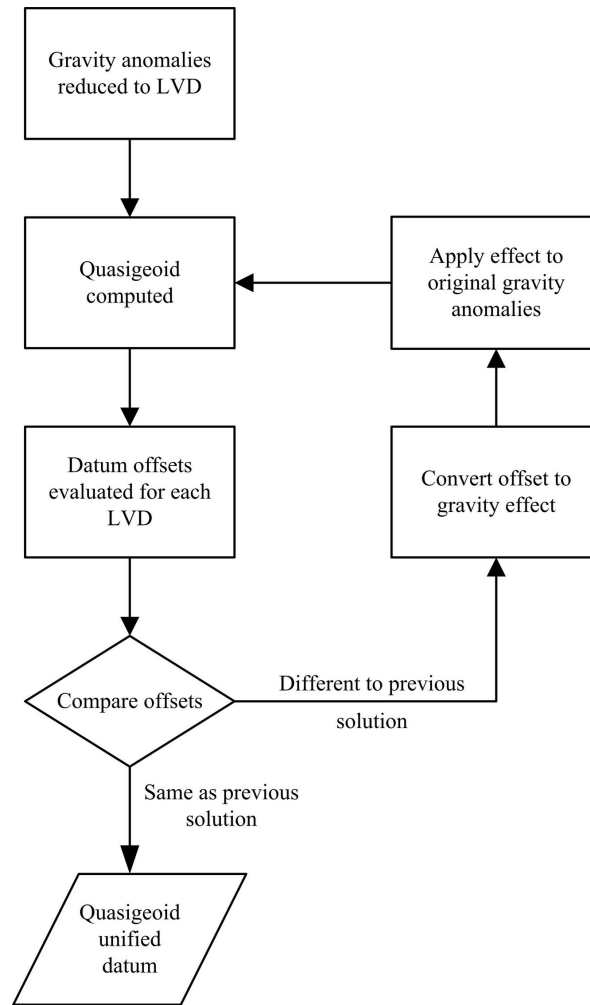 Gravity anomalies
reduced to LVD
Quasigeoid
computed
Apply effect to
original gravity
anomalies
Datum offsets
evaluated for each
LVD
Convert offset to
gravity effect
Compare offsets
Different to previous
solution
Same as previous
solution
Quasigeoid
unified
datum